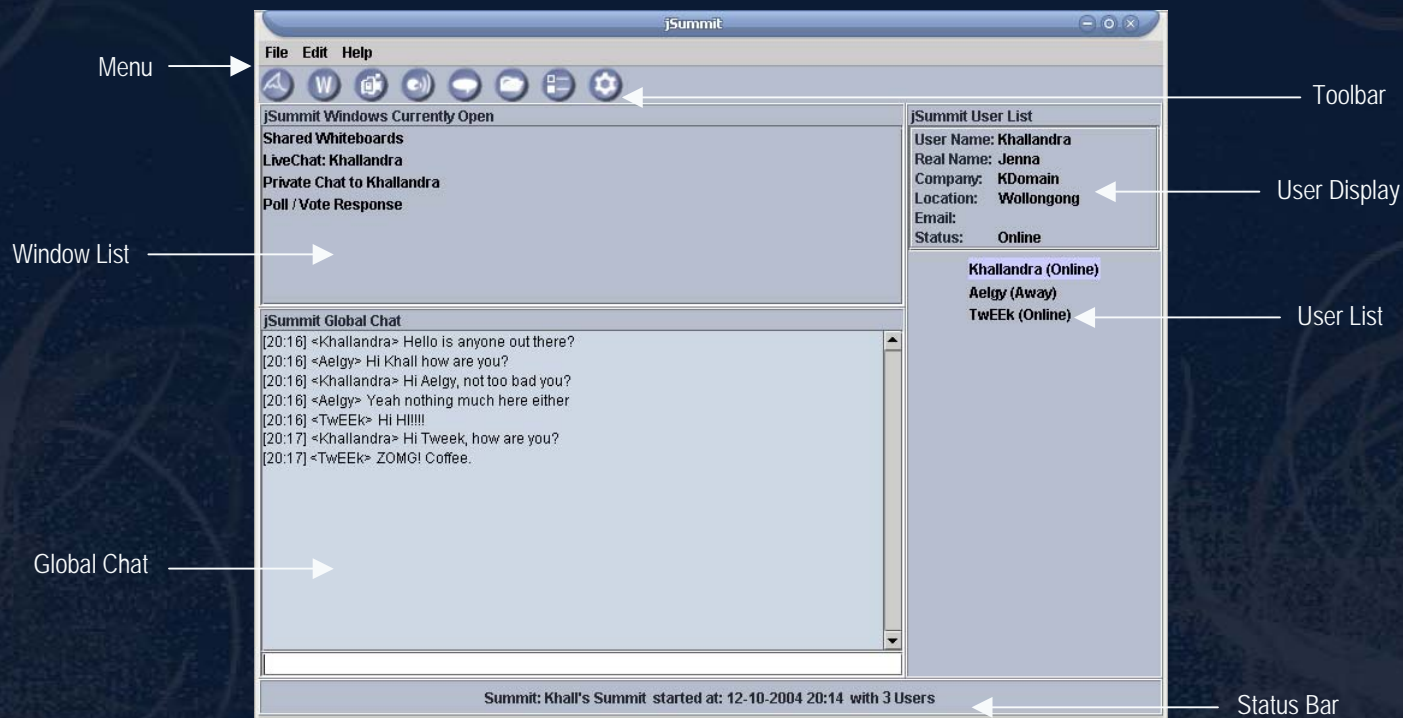 jSummit
File Edit Help
Menu
W
Toolbar
jSummit Windows Currently Open
Shared Whiteboards
LiveChat: Khallandra
Private Chat to Khallandra
Poll / Vote Response
Window List
jSummit User List
User Name: Khallandra
Real Name: Jenna
Company: KDomain
Location: Wollongong
Email:
Status: Online
User Display
Khallandra (Online)
Aelgy (Away)
TwEEk (Online)
User List
jSummit Global Chat
[20:16] <Khallandra> Hello is anyone out there?
[20:16] <Aelgy> Hi Khall how are you?
[20:16] <Khallandra> Hi Aelgy, not too bad you?
[20:16] <Aelgy> Yeah nothing much here either
[20:16] <TwEEk> Hi HI!!!!
[20:17] <Khallandra> Hi Tweek, how are you?
[20:17] <TwEEk> ZOMG! Coffee.
Global Chat
Summit: Khall's Summit started at: 12-10-2004 20:14 with 3 Users
Status Bar